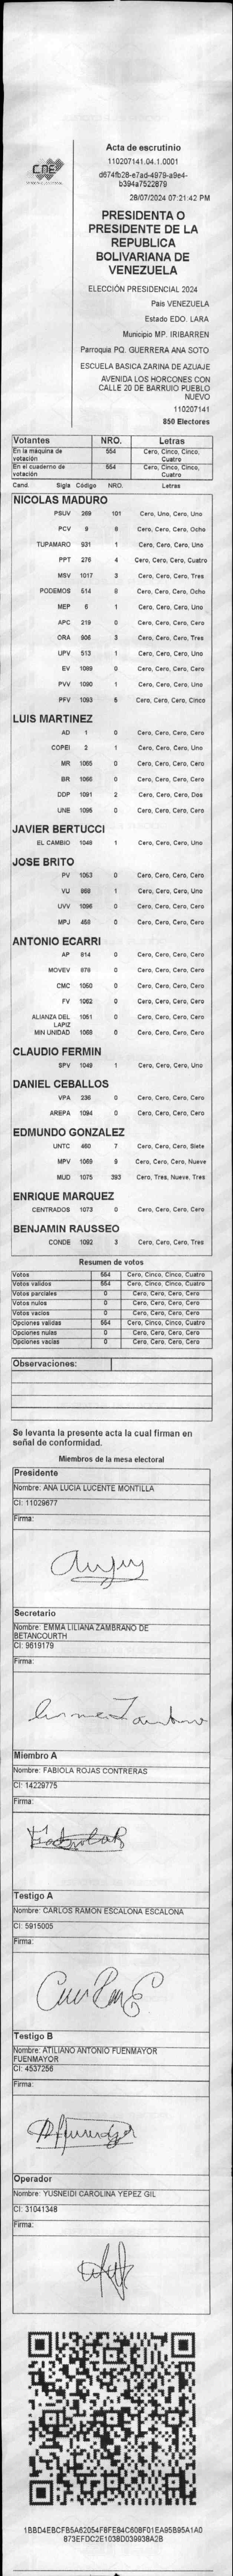 CNE
Acta de escrutinio
110207141.04.1.0001
d674fb28-e7ad-4979-a9e4-
b394a7522879
28/07/2024 07:21:42 PM
PRESIDENTA O
PRESIDENTE DE LA
REPUBLICA
BOLIVARIANA DE
VENEZUELA
ELECCIÓN PRESIDENCIAL 2024
País VENEZUELA
Estado EDO. LARA
Municipio MP. IRIBARREN
Parroquia PQ. GUERRERA ANA SOTO
ESCUELA BASICA ZARINA DE AZUAJE
AVENIDA LOS HORCONES CON
CALLE 20 DE BARRUIO PUEBLO
NUEVO
110207141
850 Electores
Votantes NRO. Letras
En la máquina de votación 554 Cero, Cinco, Cinco, Cuatro
En el cuaderno de votación 554 Cero, Cinco, Cinco, Cuatro
Cand. Sigla Código NRO. Letras
NICOLAS MADURO
PSUV 269 101 Cero, Uno, Cero, Uno
PCV 9 8 Cero, Cero, Cero, Ocho
TUPAMARO 931 1 Cero, Cero, Cero, Uno
PPT 276 4 Cero, Cero, Cero, Cuatro
MSV 1017 3 Cero, Cero, Cero, Tres
PODEMOS 514 8 Cero, Cero, Cero, Ocho
MEP 6 1 Cero, Cero, Cero, Uno
APC 219 0 Cero, Cero, Cero, Cero
ORA 906 3 Cero, Cero, Cero, Tres
UPV 513 1 Cero, Cero, Cero, Uno
EV 1089 0 Cero, Cero, Cero, Cero
PVV 1090 1 Cero, Cero, Cero, Uno
PFV 1093 5 Cero, Cero, Cero, Cinco
LUIS MARTINEZ
AD 1 0 Cero, Cero, Cero, Cero
COPEI 2 1 Cero, Cero, Cero, Uno
MR 1065 0 Cero, Cero, Cero, Cero
BR 1066 0 Cero, Cero, Cero, Cero
DDP 1091 2 Cero, Cero, Cero, Dos
UNE 1095 0 Cero, Cero, Cero, Cero
JAVIER BERTUCCI
EL CAMBIO 1048 1 Cero, Cero, Cero, Uno
JOSE BRITO
PV 1053 0 Cero, Cero, Cero, Cero
VU 989 1 Cero, Cero, Cero, Uno
UVV 1096 0 Cero, Cero, Cero, Cero
MPJ 458 0 Cero, Cero, Cero, Cero
ANTONIO ECARRI
AP 814 0 Cero, Cero, Cero, Cero
MOVEV 978 0 Cero, Cero, Cero, Cero
CMC 1050 0 Cero, Cero, Cero, Cero
FV 1062 0 Cero, Cero, Cero, Cero
ALIANZA DEL LAPIZ 1051 0 Cero, Cero, Cero, Cero
MIN UNIDAD 1068 0 Cero, Cero, Cero, Cero
CLAUDIO FERMIN
SPV 1049 1 Cero, Cero, Cero, Uno
DANIEL CEBALLOS
VPA 236 0 Cero, Cero, Cero, Cero
AREPA 1094 0 Cero, Cero, Cero, Cero
EDMUNDO GONZALEZ
UNTC 460 7 Cero, Cero, Cero, Siete
MPV 1069 9 Cero, Cero, Cero, Nueve
MUD 1075 393 Cero, Tres, Nueve, Tres
ENRIQUE MARQUEZ
CENTRADOS 1073 0 Cero, Cero, Cero, Cero
BENJAMIN RAUSSEO
CONDE 1092 3 Cero, Cero, Cero, Tres
Resumen de votos
Votos 554 Cero, Cinco, Cinco, Cuatro
Votos validos 554 Cero, Cinco, Cinco, Cuatro
Votos parciales 0 Cero, Cero, Cero, Cero
Votos nulos 0 Cero, Cero, Cero, Cero
Votos vacios 0 Cero, Cero, Cero, Cero
Opciones validas 554 Cero, Cinco, Cinco, Cuatro
Opciones nulas 0 Cero, Cero, Cero, Cero
Opciones vacias 0 Cero, Cero, Cero, Cero
Observaciones:
Se levanta la presente acta la cual firman en
señal de conformidad.
Miembros de la mesa electoral
Presidente
Nombre: ANA LUCIA LUCENTE MONTILLA
CI: 11029677
Firma:
Secretario
Nombre: EMMA LILIANA ZAMBRANO DE
BETANCOURTH
CI: 9619179
Firma:
Miembro A
Nombre: FABIOLA ROJAS CONTRERAS
CI: 14229775
Firma:
Testigo A
Nombre: CARLOS RAMON ESCALONA ESCALONA
CI: 5915005
Firma:
Testigo B
Nombre: ATILIANO ANTONIO FUENMAYOR
FUENMAYOR
CI: 4537256
Firma:
Operador
Nombre: YUSNEIDI CAROLINA YEPEZ GIL
CI: 31041348
Firma:
1BBD4EBCFB5A62054F8FE84C608F01EA95B95A1A0
873EFDC2E1038D039938A2B